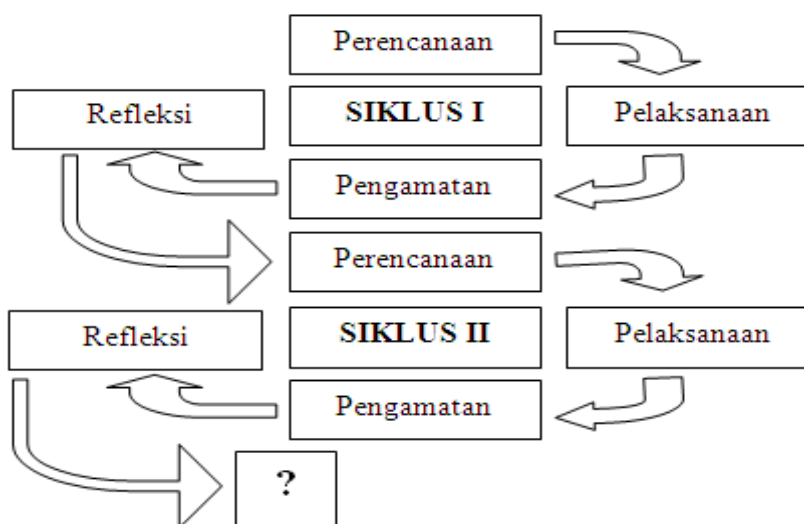 Perencanaan
Refleksi
SIKLUS I
Pelaksanaan
Pengamatan
Perencanaan
Refleksi
SIKLUS II
Pelaksanaan
Pengamatan
?